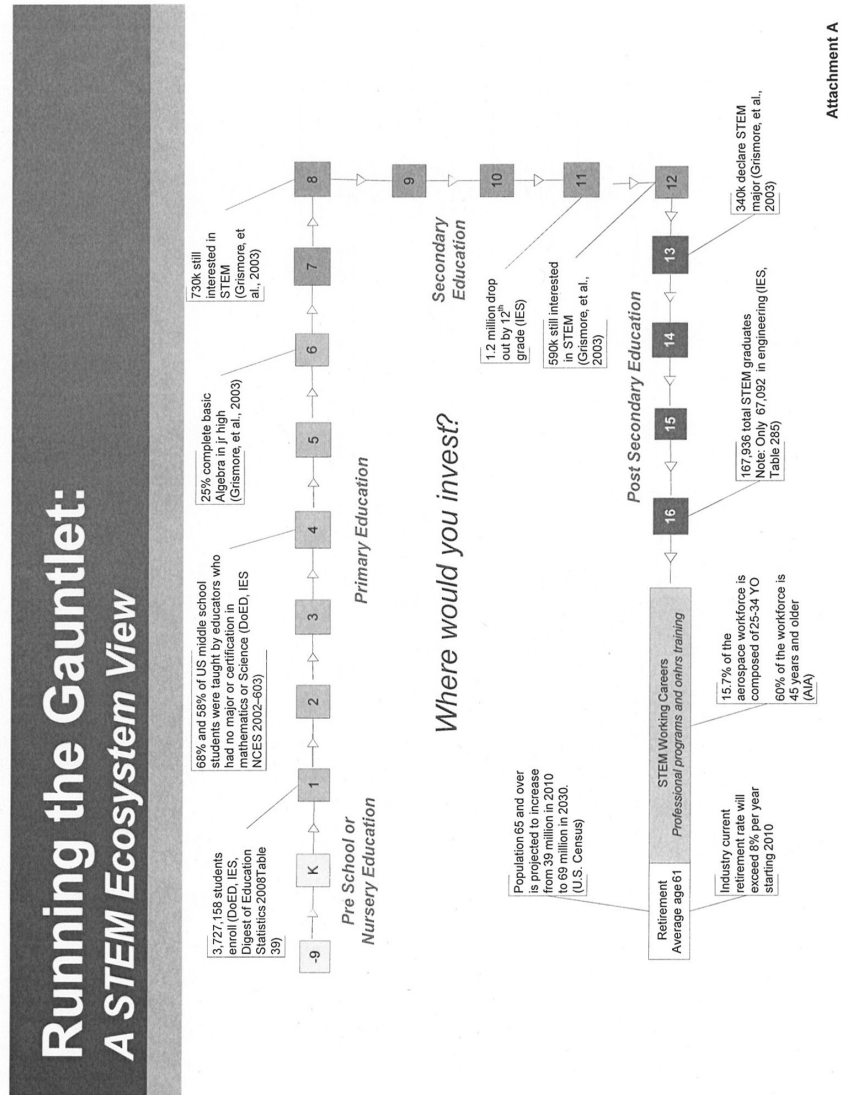 Running the Gauntlet:
A STEM Ecosystem View
3,727,158 students
enroll (DoED, IES,
Digest of Education
Statistics 2008Table
39)
68% and 58% of US middle school
students were taught by educators who
had no major or certification in
mathematics or Science (DoED, IES
NCES 2002–603)
25% complete basic
Algebra in jr high
(Grismore, et al., 2003)
730k still
interested in
STEM
(Grismore, et
al., 2003)
-9
K
1
2
3
4
5
6
7
8
Pre School or
Nursery Education
Primary Education
9
10
11
12
Secondary
Education
1.2 million drop
out by 12th
grade (IES)
590k still interested
in STEM
(Grismore, et al.,
2003)
Where would you invest?
Post Secondary Education
13
14
15
16
340k declare STEM
major (Grismore, et al.,
2003)
167,936 total STEM graduates
Note: Only 67,092 in engineering (IES,
Table 285)
Population 65 and over
is projected to increase
from 39 million in 2010
to 69 million in 2030.
(U.S. Census)
Retirement
Average age 61
STEM Working Careers
Professional programs and training
Industry current
retirement rate will
exceed 8% per year
starting 2010
15.7% of the
aerospace workforce is
composed of 25-34 YO
60% of the workforce is
45 years and older
(AIA)
Attachment A